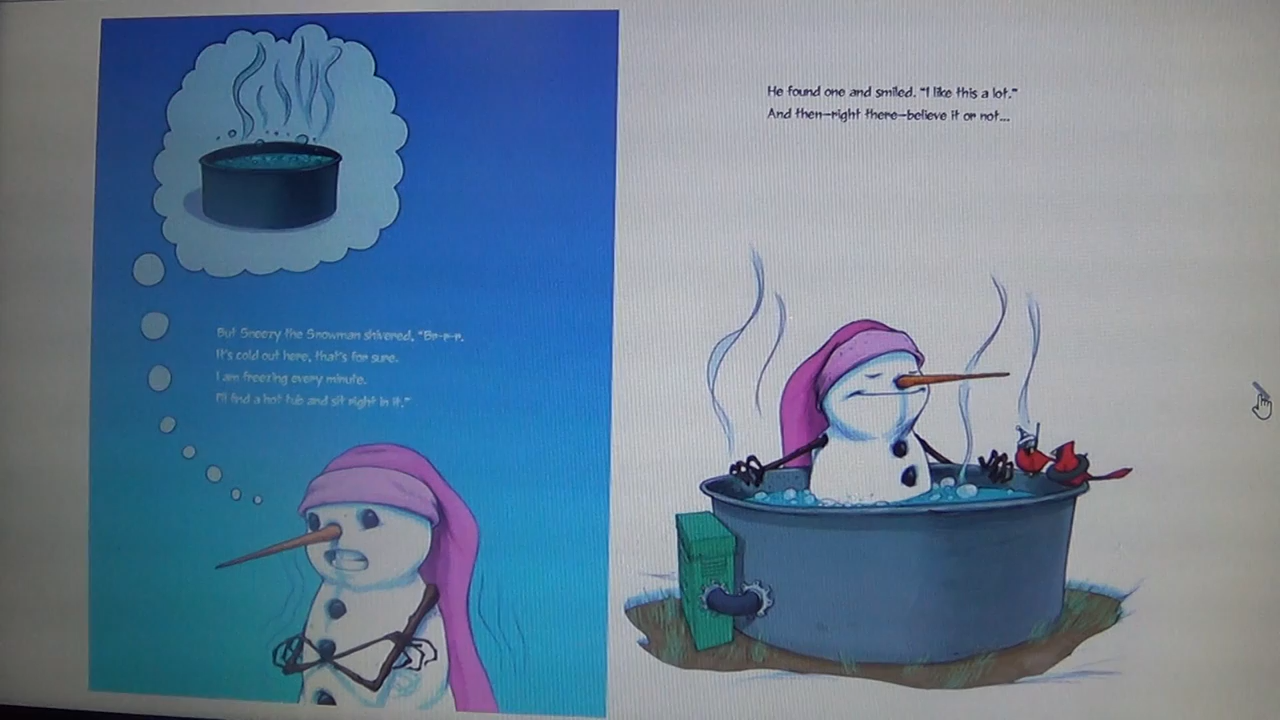 But Sneezy the Snowman shivered, "Br-r-r.
It's cold out here, that's for sure.
I am freezing every minute.
I'll find a hot tub and sit right in it."
He found one and smiled. "I like this a lot."
And then—right there—believe it or not...